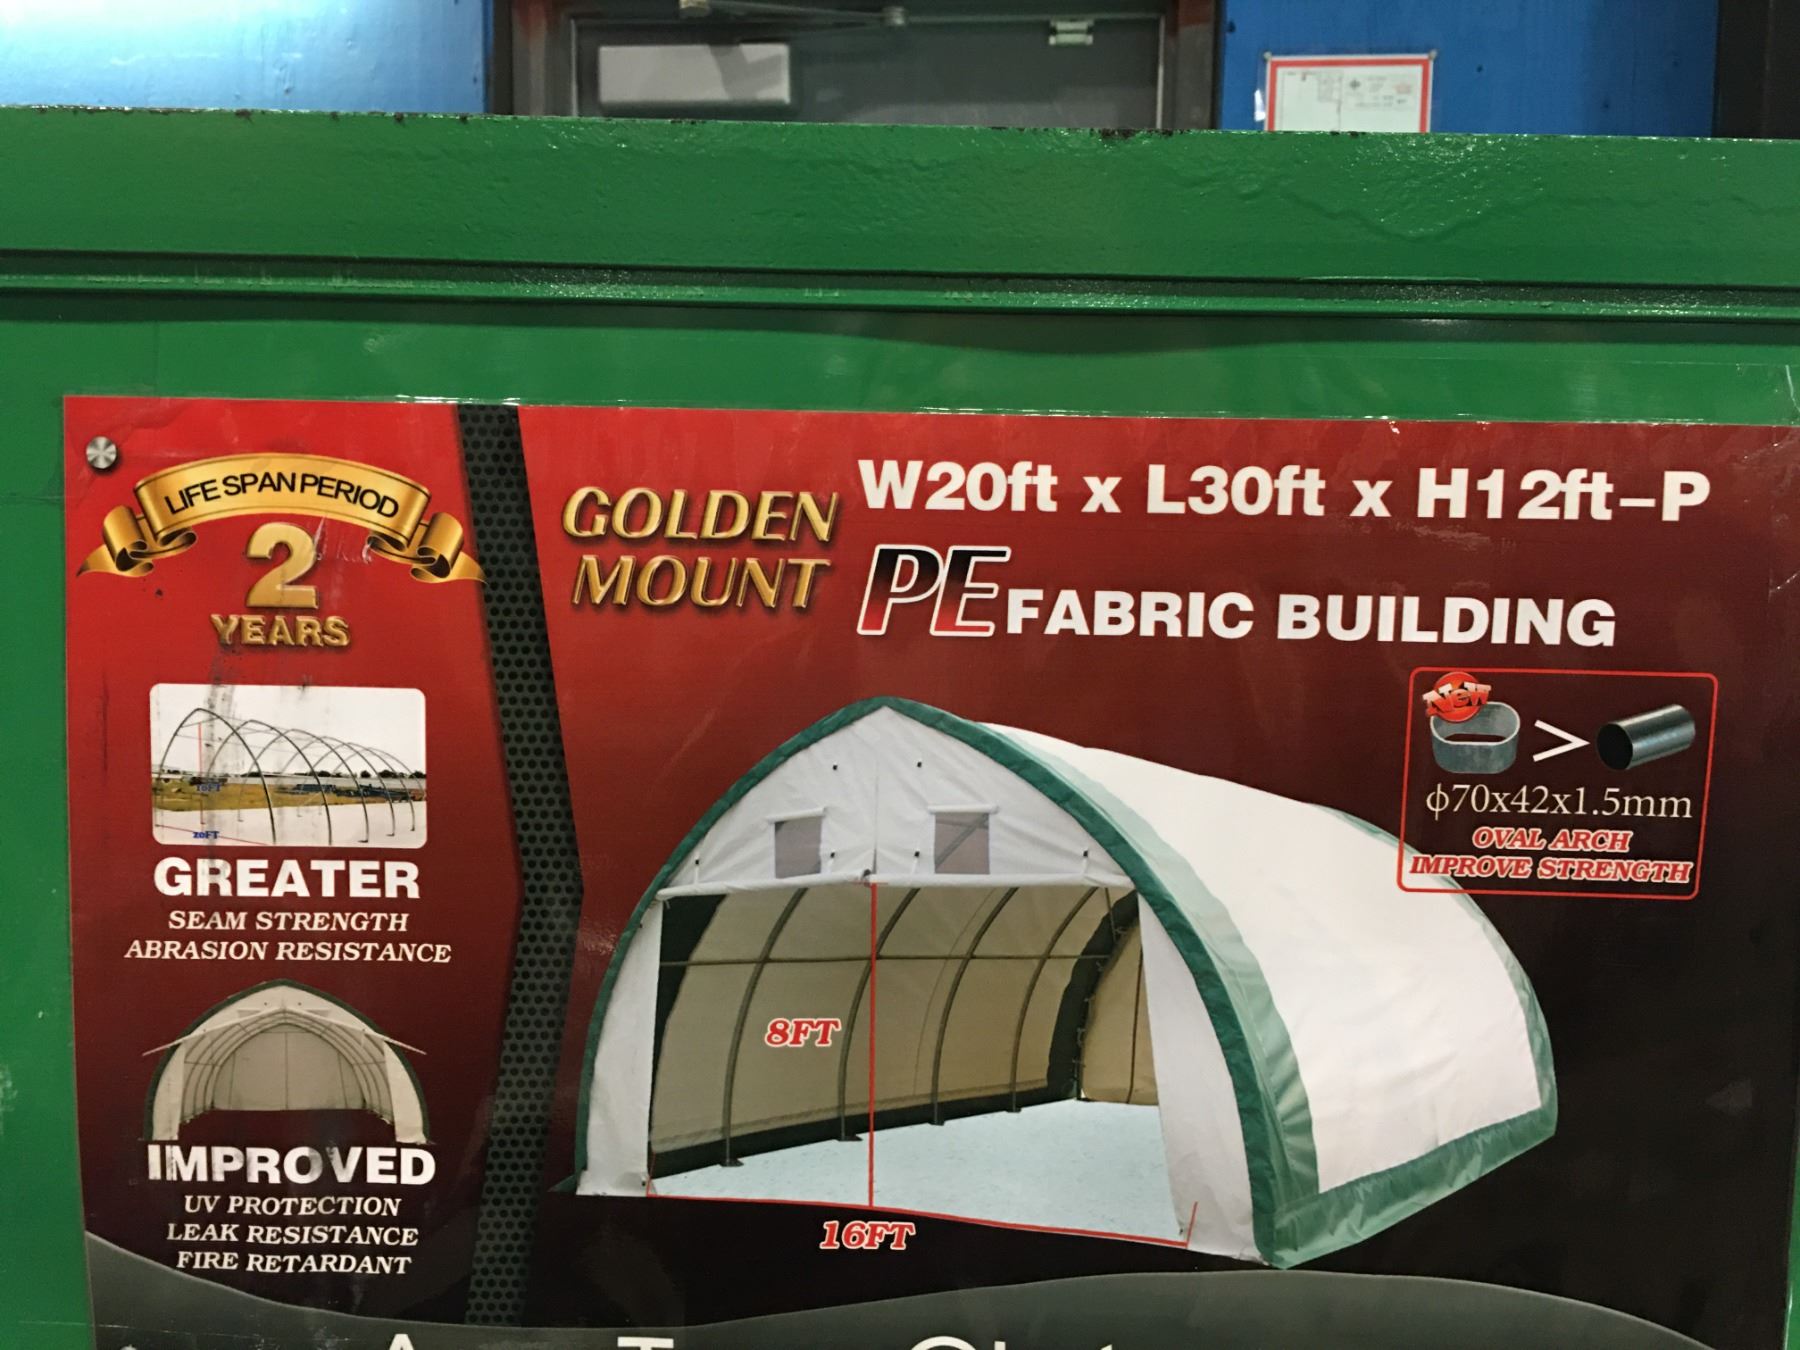 LIFE SPAN PERIOD
2
YEARS
GOLDEN
MOUNT
W20ft x L30ft x H12ft-P
PE FABRIC BUILDING
New
>
ϕ70x42x1.5mm
OVAL ARCH
IMPROVE STRENGTH
20FT
GREATER
SEAM STRENGTH
ABRASION RESISTANCE
8FT
16FT
IMPROVED
UV PROTECTION
LEAK RESISTANCE
FIRE RETARDANT